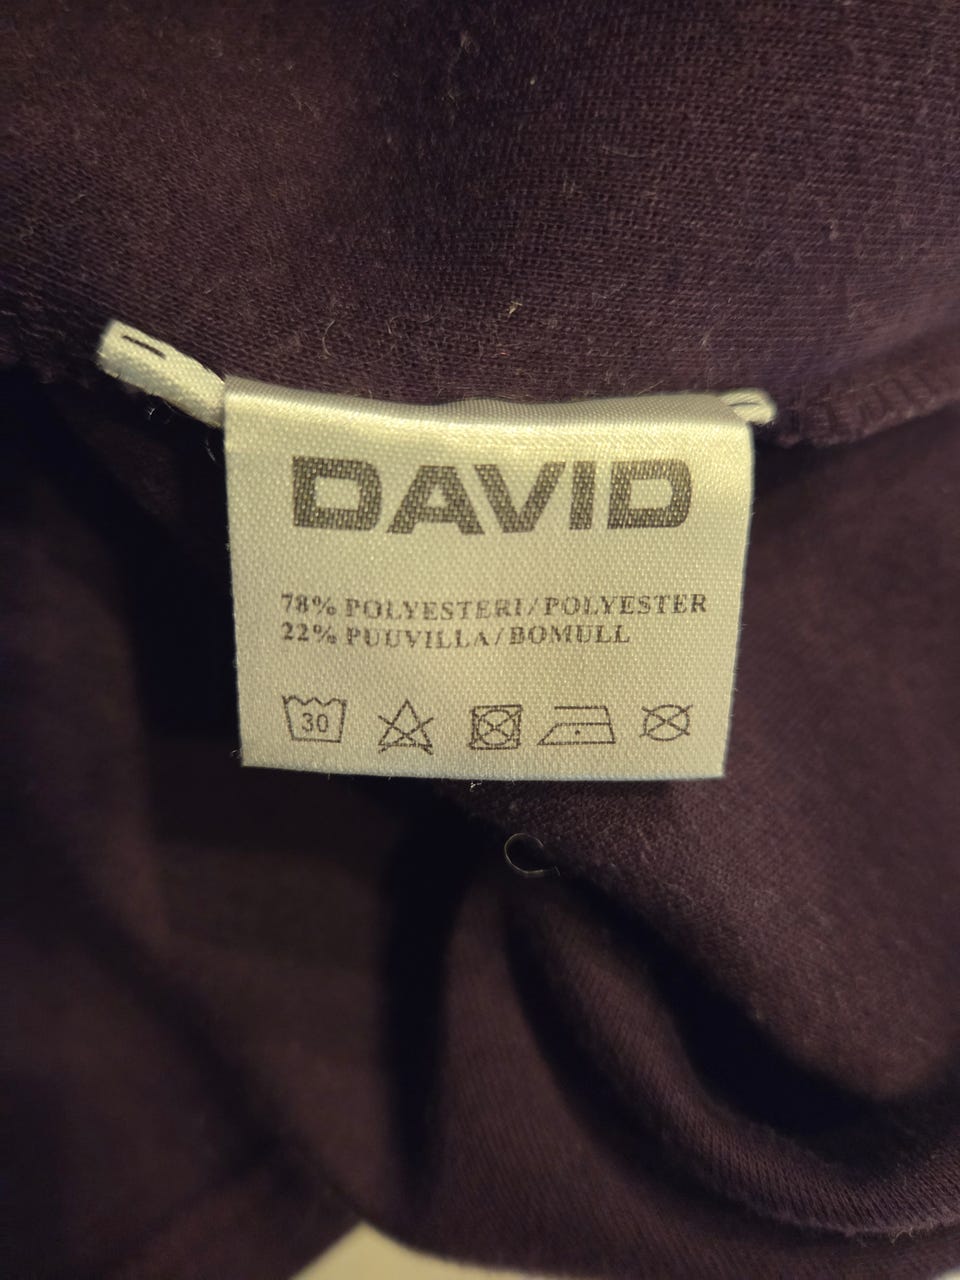 DAVID
78% POLYESTERI/POLYESTER
22% PUUVILLA/BOMULL
30